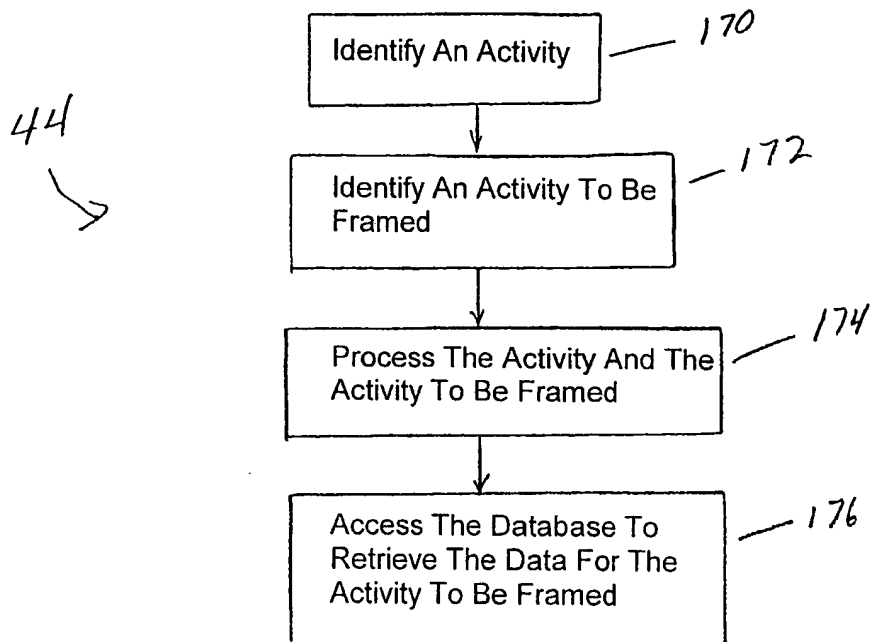 Identify An Activity
170
44
Identify An Activity To Be
Framed
172
Process The Activity And The
Activity To Be Framed
174
Access The Database To
Retrieve The Data For The
Activity To Be Framed
176